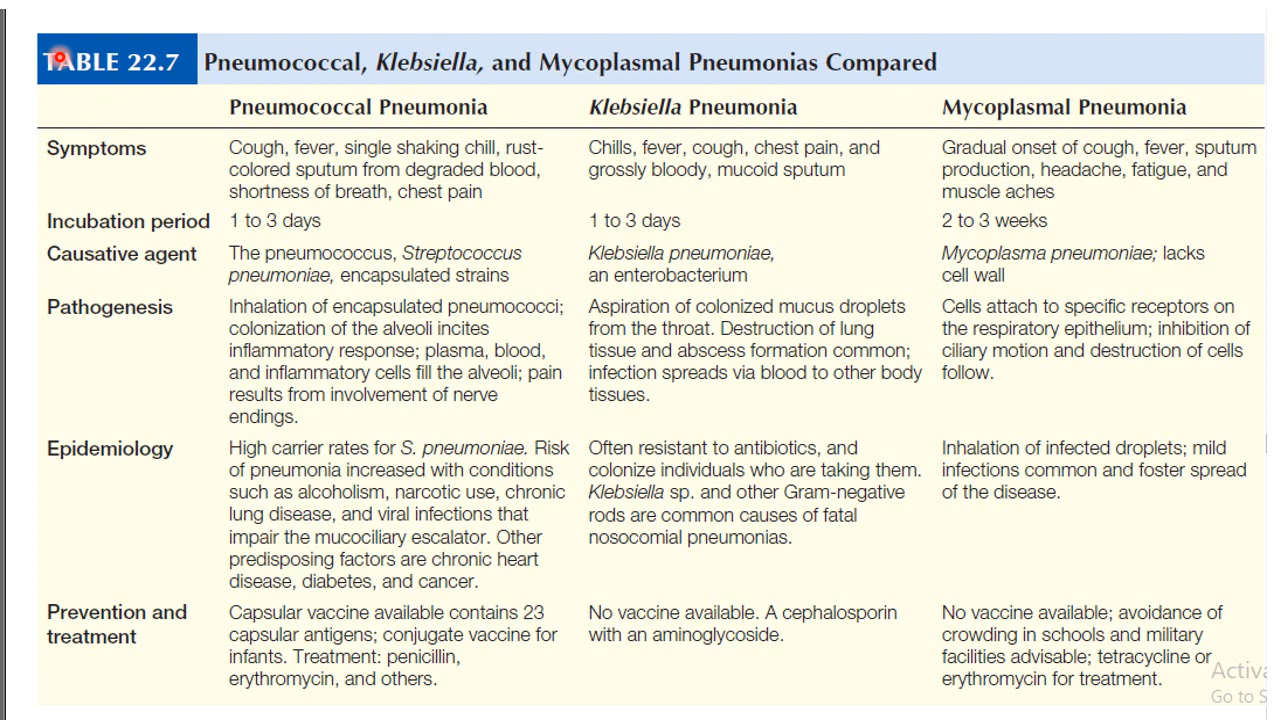 TABLE 22.7 Pneumococcal, Klebsiella, and Mycoplasmal Pneumonias Compared
Pneumococcal Pneumonia Klebsiella Pneumonia Mycoplasmal Pneumonia
Symptoms
Cough, fever, single shaking chill, rust-
colored sputum from degraded blood,
shortness of breath, chest pain
Chills, fever, cough, chest pain, and
grossly bloody, mucoid sputum
Gradual onset of cough, fever, sputum
production, headache, fatigue, and
muscle aches
Incubation period 1 to 3 days 1 to 3 days 2 to 3 weeks
Causative agent
The pneumococcus, Streptococcus
pneumoniae, encapsulated strains
Klebsiella pneumoniae,
an enterobacterium
Mycoplasma pneumoniae; lacks
cell wall
Pathogenesis
Inhalation of encapsulated pneumococci;
colonization of the alveoli incites
inflammatory response; plasma, blood,
and inflammatory cells fill the alveoli; pain
results from involvement of nerve
endings.
Aspiration of colonized mucus droplets
from the throat. Destruction of lung
tissue and abscess formation common;
infection spreads via blood to other body
tissues.
Cells attach to specific receptors on
the respiratory epithelium; inhibition of
ciliary motion and destruction of cells
follow.
Epidemiology
High carrier rates for S. pneumoniae. Risk
of pneumonia increased with conditions
such as alcoholism, narcotic use, chronic
lung disease, and viral infections that
impair the mucociliary escalator. Other
predisposing factors are chronic heart
disease, diabetes, and cancer.
Often resistant to antibiotics, and
colonize individuals who are taking them.
Klebsiella sp. and other Gram-negative
rods are common causes of fatal
nosocomial pneumonias.
Inhalation of infected droplets; mild
infections common and foster spread
of the disease.
Prevention and
treatment
Capsular vaccine available contains 23
capsular antigens; conjugate vaccine for
infants. Treatment: penicillin,
erythromycin, and others.
No vaccine available. A cephalosporin
with an aminoglycoside.
No vaccine available; avoidance of
crowding in schools and military
facilities advisable; tetracycline or
erythromycin for treatment.
Activa
Go to S